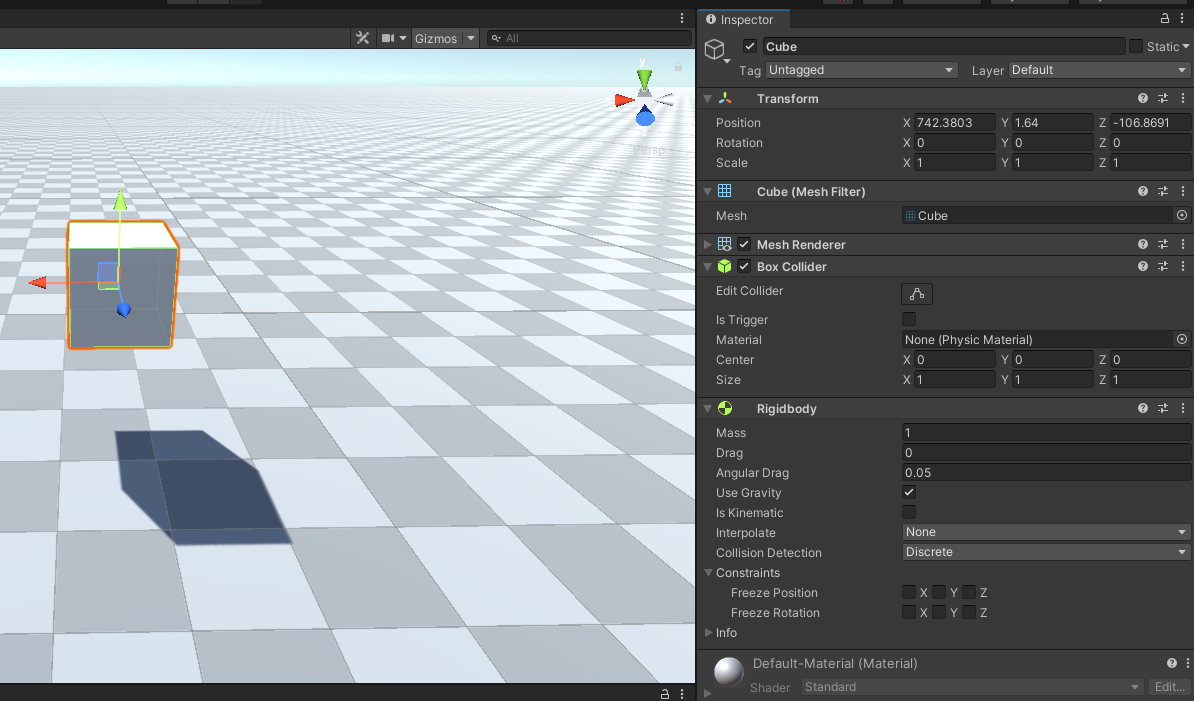 Inspector
Gizmos
All
Cube
Static
Tag Untagged
Layer Default
y
Persp
Transform
Position X 742.3803 Y 1.64 Z -106.8691
Rotation X 0 Y 0 Z 0
Scale X 1 Y 1 Z 1
Cube (Mesh Filter)
Mesh Cube
Mesh Renderer
Box Collider
Edit Collider
Is Trigger
Material None (Physic Material)
Center X 0 Y 0 Z 0
Size X 1 Y 1 Z 1
Rigidbody
Mass 1
Drag 0
Angular Drag 0.05
Use Gravity
Is Kinematic
Interpolate None
Collision Detection Discrete
Constraints
Freeze Position X Y Z
Freeze Rotation X Y Z
Info
Default-Material (Material)
Shader Standard Edit...